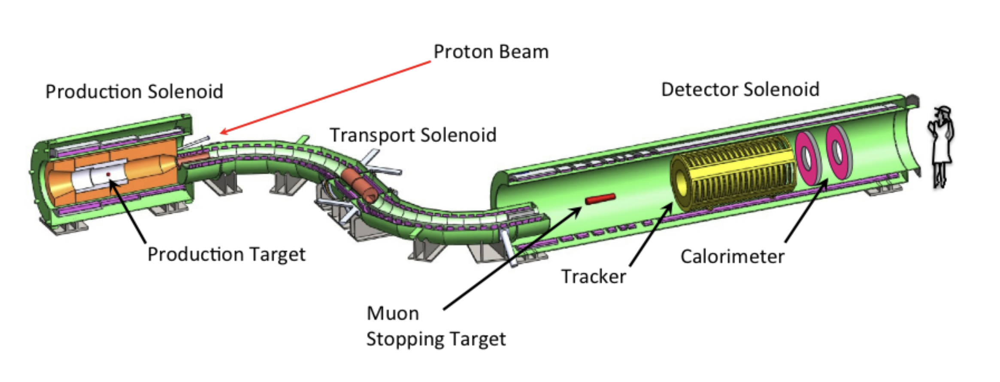 Proton Beam
Production Solenoid
Detector Solenoid
Transport Solenoid
Production Target
Calorimeter
Tracker
Muon
Stopping Target